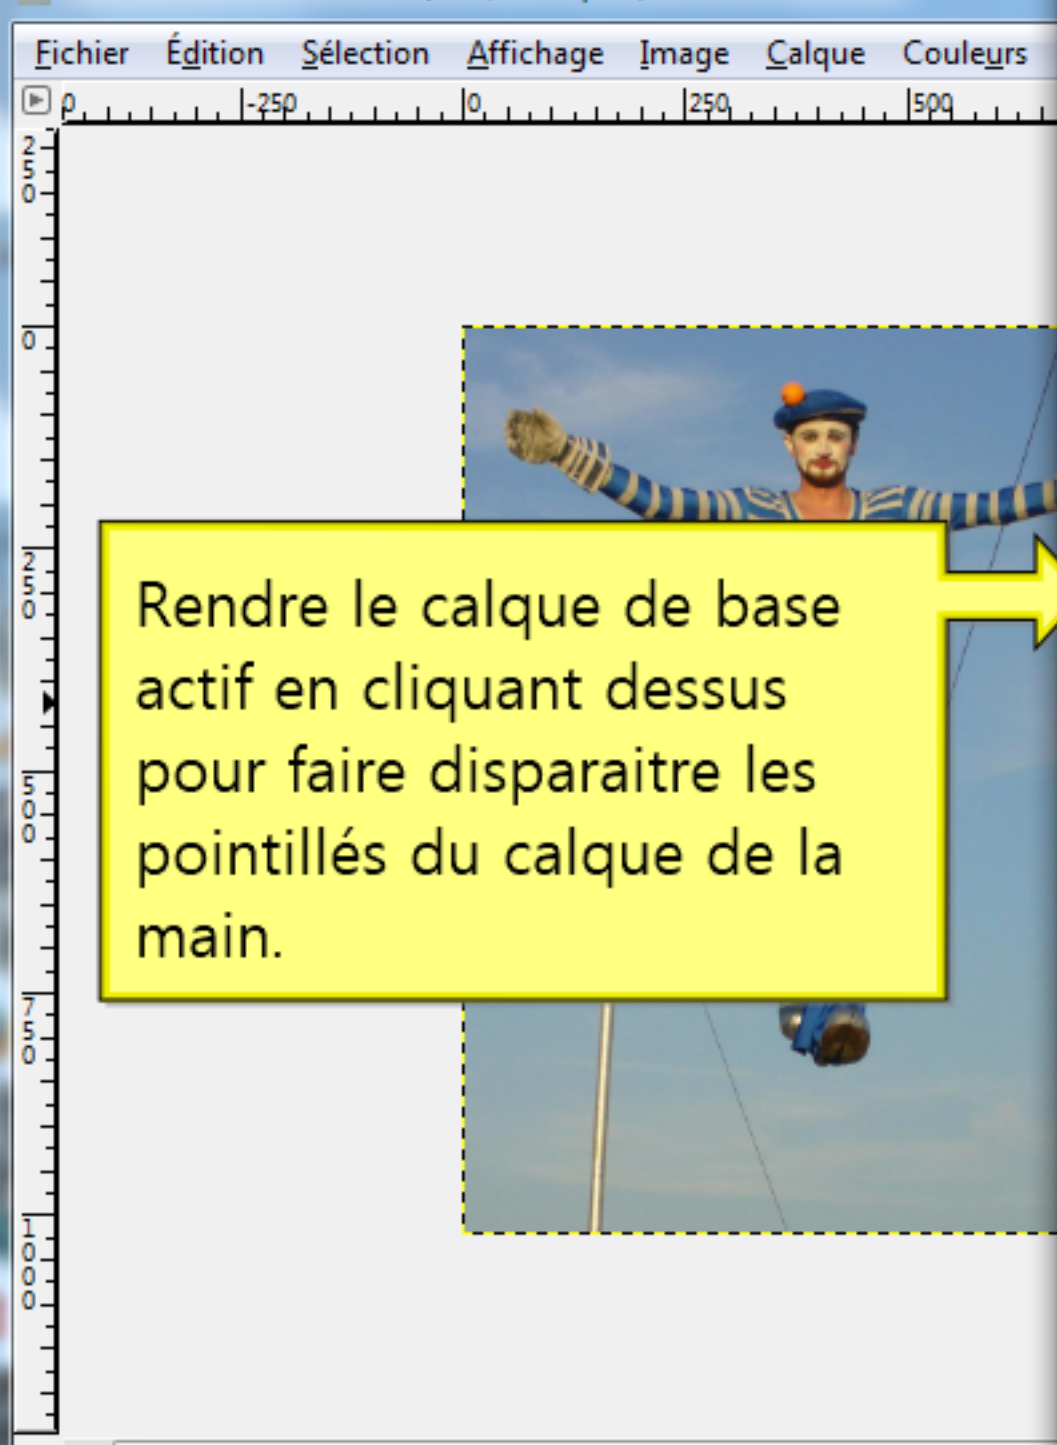 Fichier Édition Sélection Affichage Image Calque Couleurs
0 -250 0 250 500
250
0
250
500
750
1000
Rendre le calque de base
actif en cliquant dessus
pour faire disparaitre les
pointillés du calque de la
main.